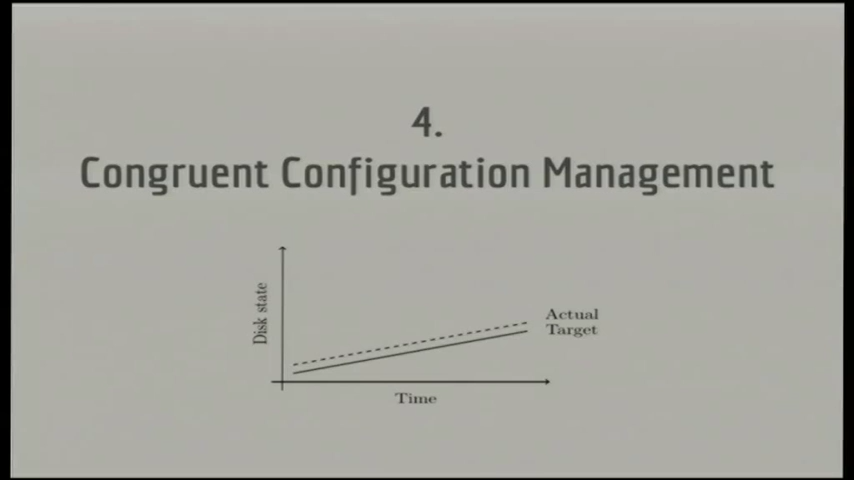 4.
Congruent Configuration Management
Disk state
Actual
Target
Time